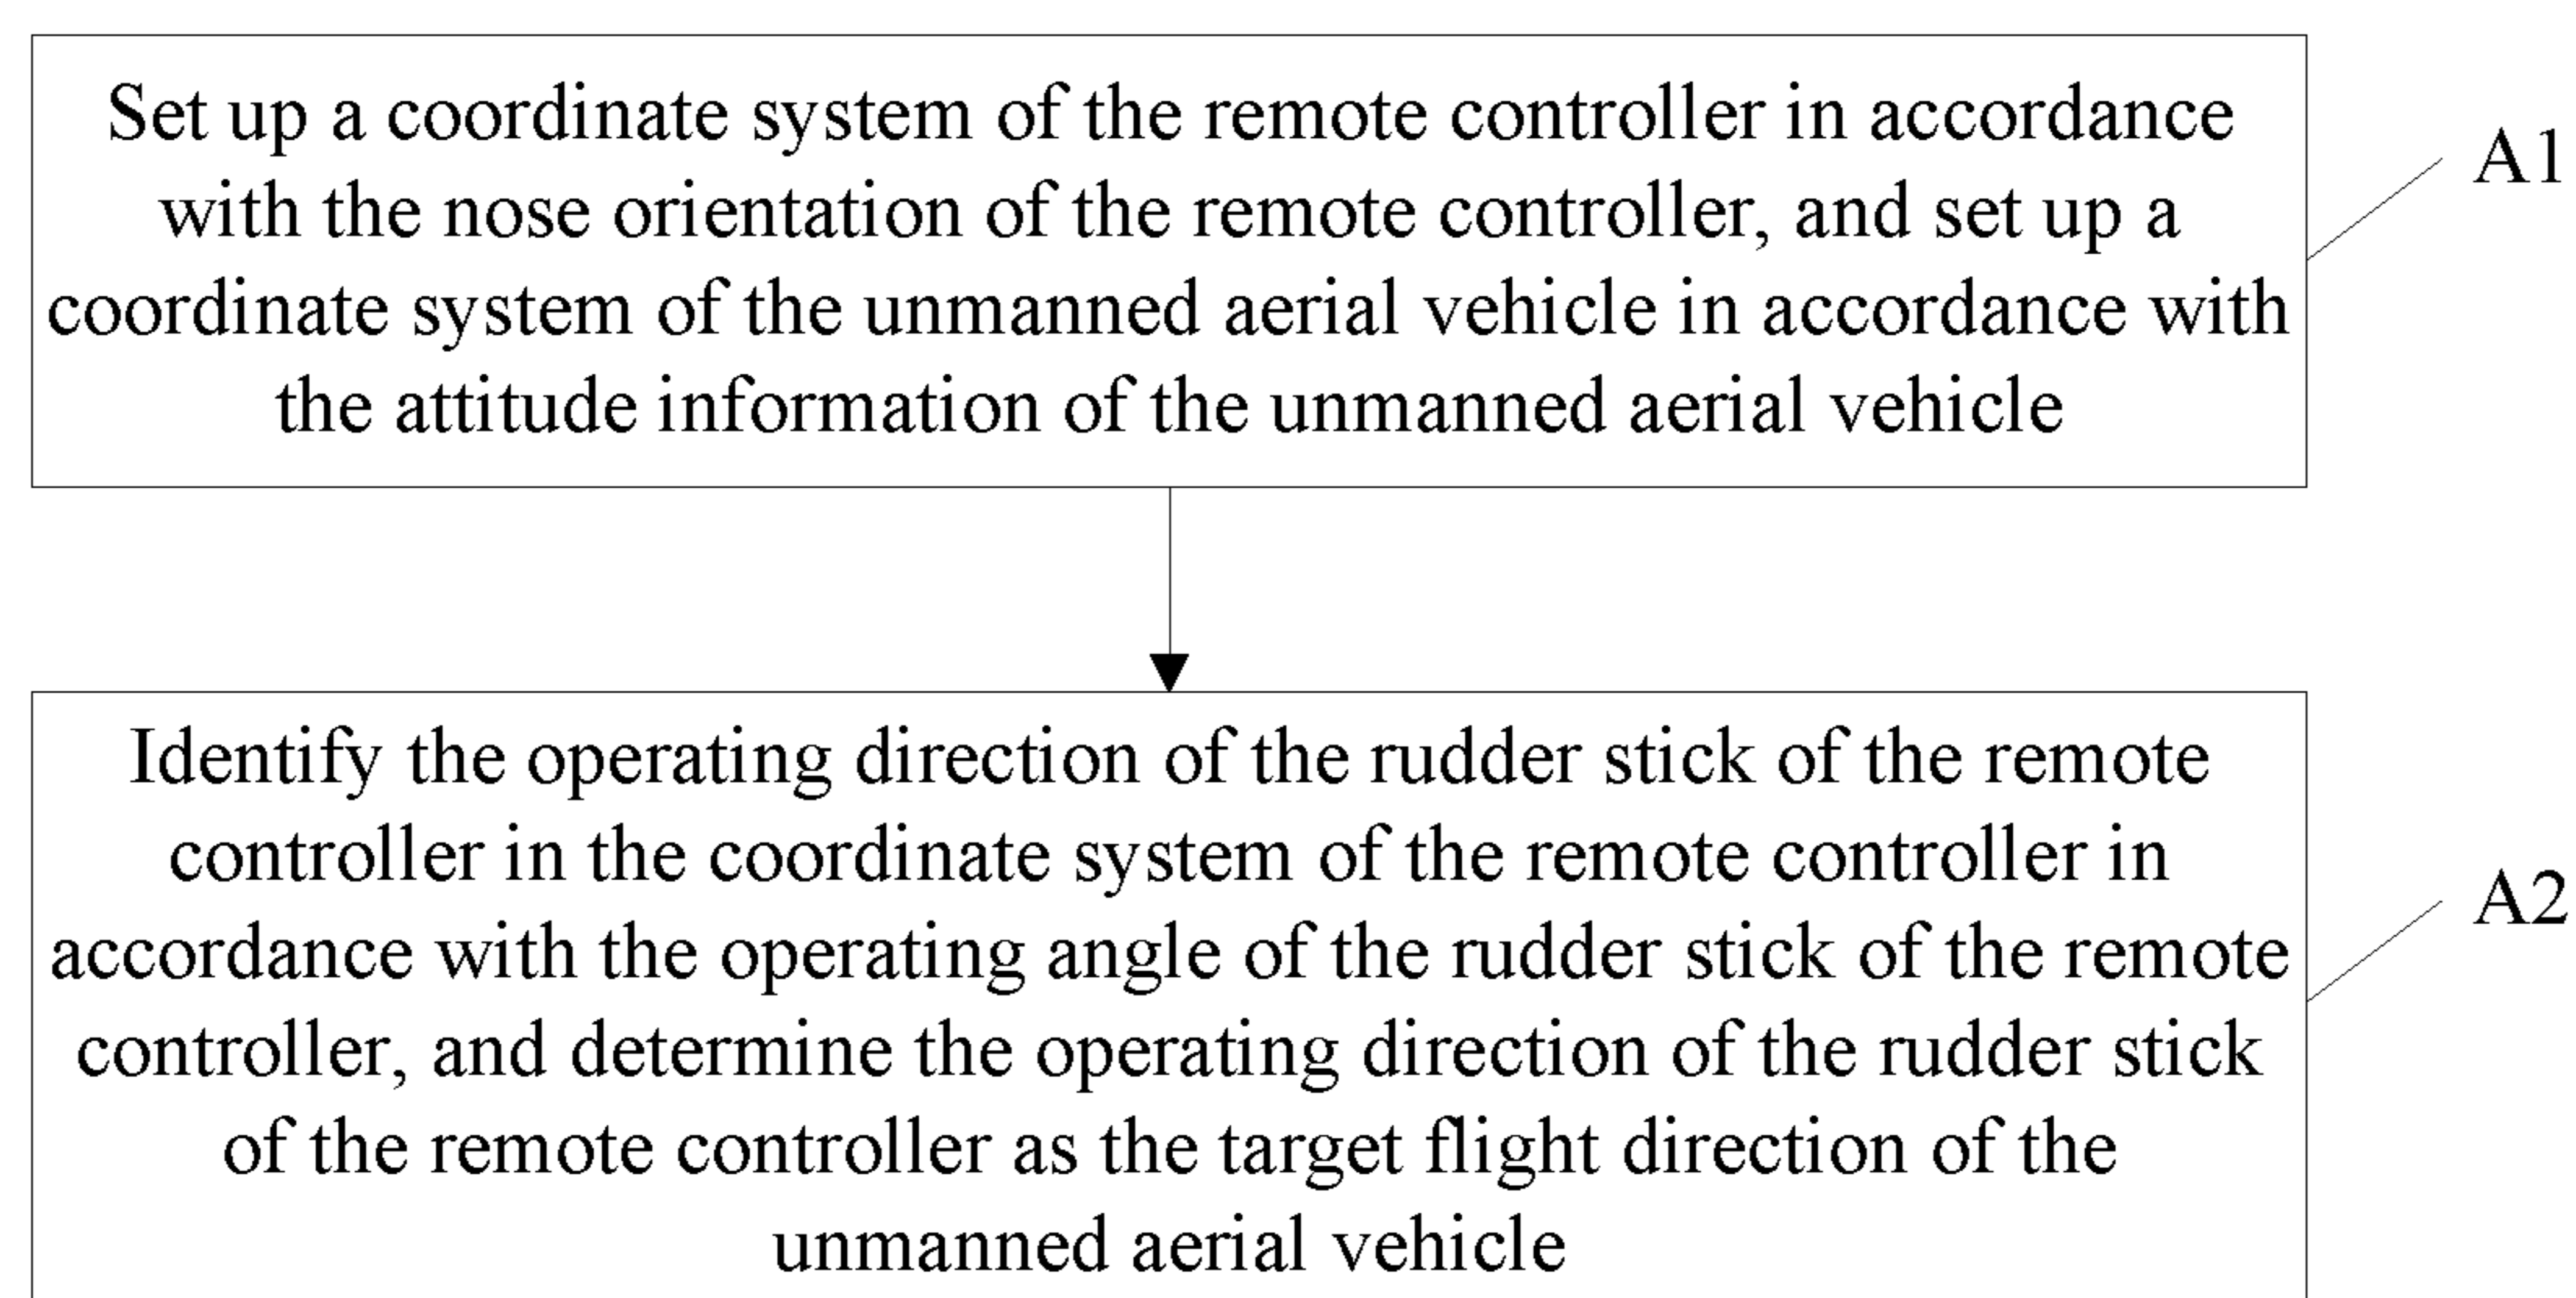 Set up a coordinate system of the remote controller in accordance
with the nose orientation of the remote controller, and set up a
coordinate system of the unmanned aerial vehicle in accordance with
the attitude information of the unmanned aerial vehicle
A1
Identify the operating direction of the rudder stick of the remote
controller in the coordinate system of the remote controller in
accordance with the operating angle of the rudder stick of the remote
controller, and determine the operating direction of the rudder stick
of the remote controller as the target flight direction of the
unmanned aerial vehicle
A2